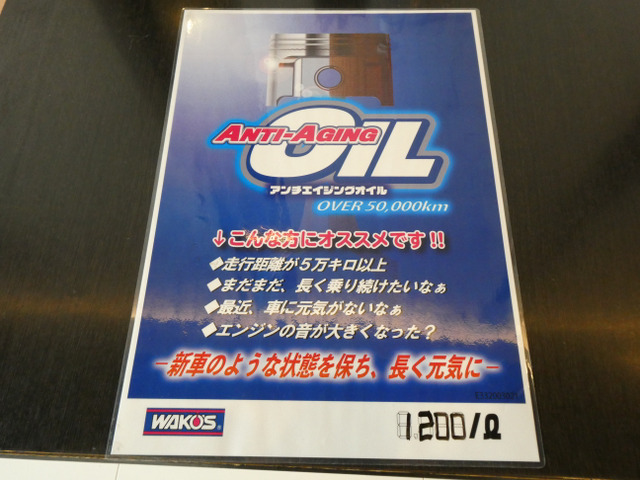 ANTI-AGING
OIL
アンチエイジングオイル
OVER 50,000km
↓こんな方にオススメです!!
◆走行距離が5万キロ以上
◆まだまだ、長く乗り続けたいなぁ
◆最近、車に元気がないなぁ
◆エンジンの音が大きくなった?
−新車のような状態を保ち、長く元気に−
WAKO'S®
1,200/ℓ